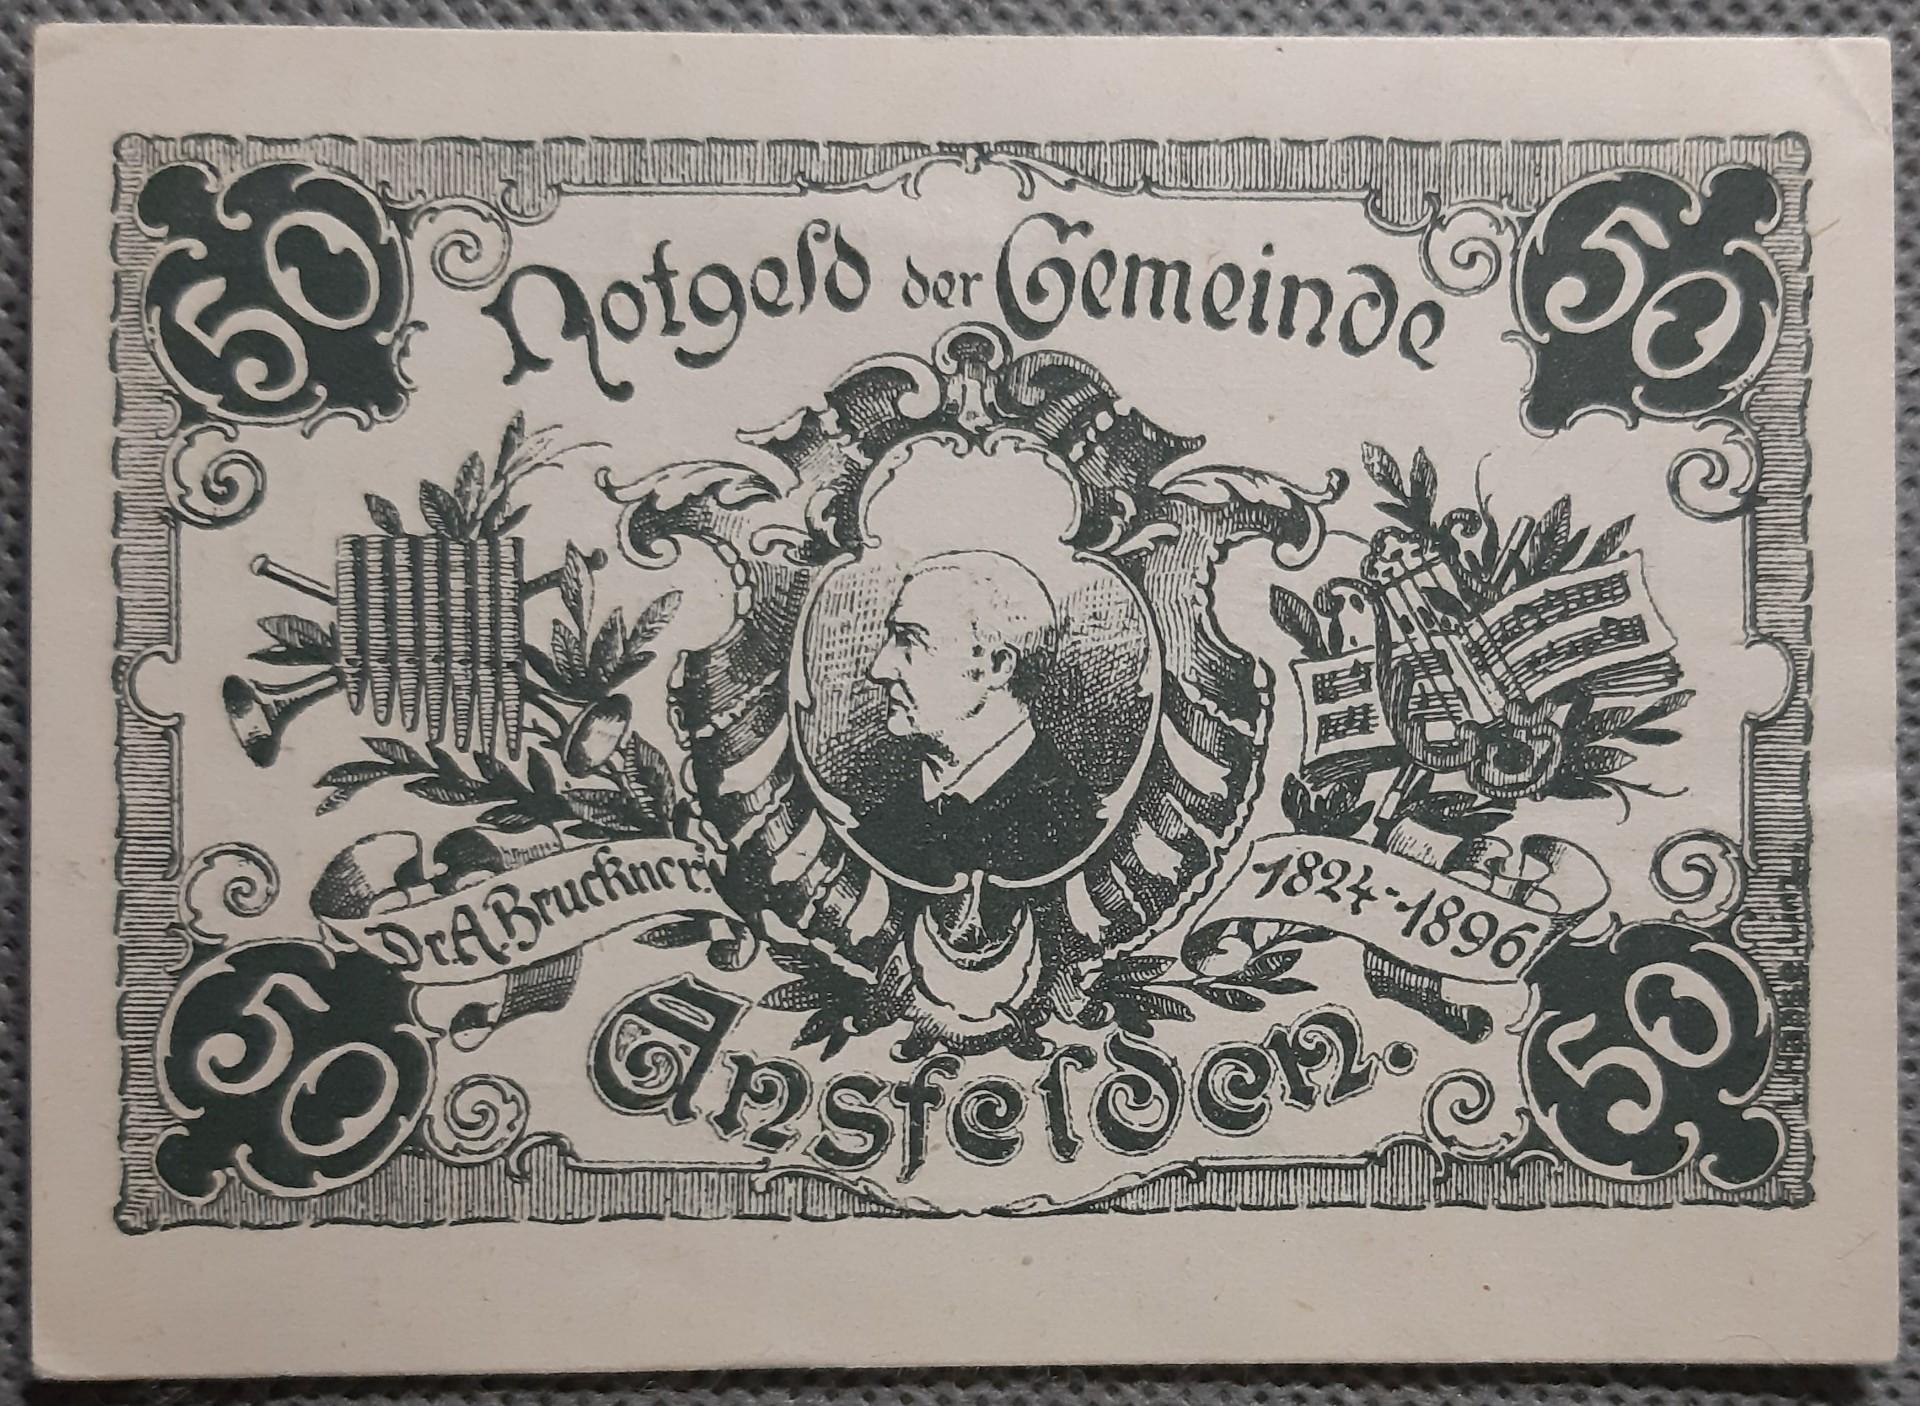 50
50
Notgeld der Gemeinde
Dr. A. Bruckner.
1824-1896
50
50
Ansfelden.